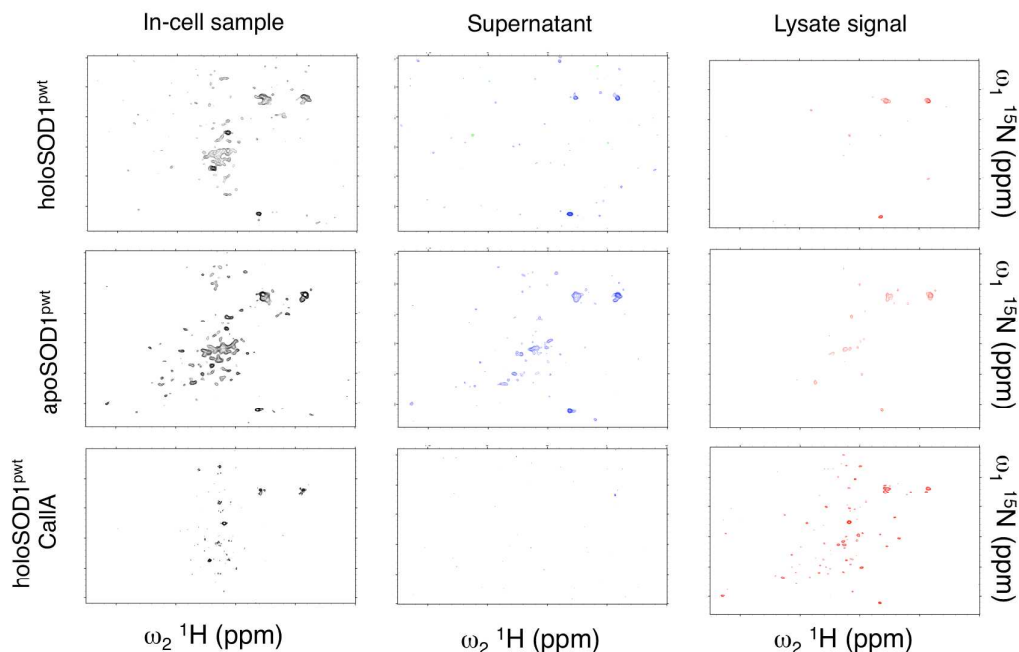 In-cell sample
Supernatant
Lysate signal
holoSOD1ᵖʷᵗ
ω₁ ¹⁵N (ppm)
apoSOD1ᵖʷᵗ
ω₁ ¹⁵N (ppm)
holoSOD1ᵖʷᵗ
CallA
ω₁ ¹⁵N (ppm)
ω₂ ¹H (ppm)
ω₂ ¹H (ppm)
ω₂ ¹H (ppm)